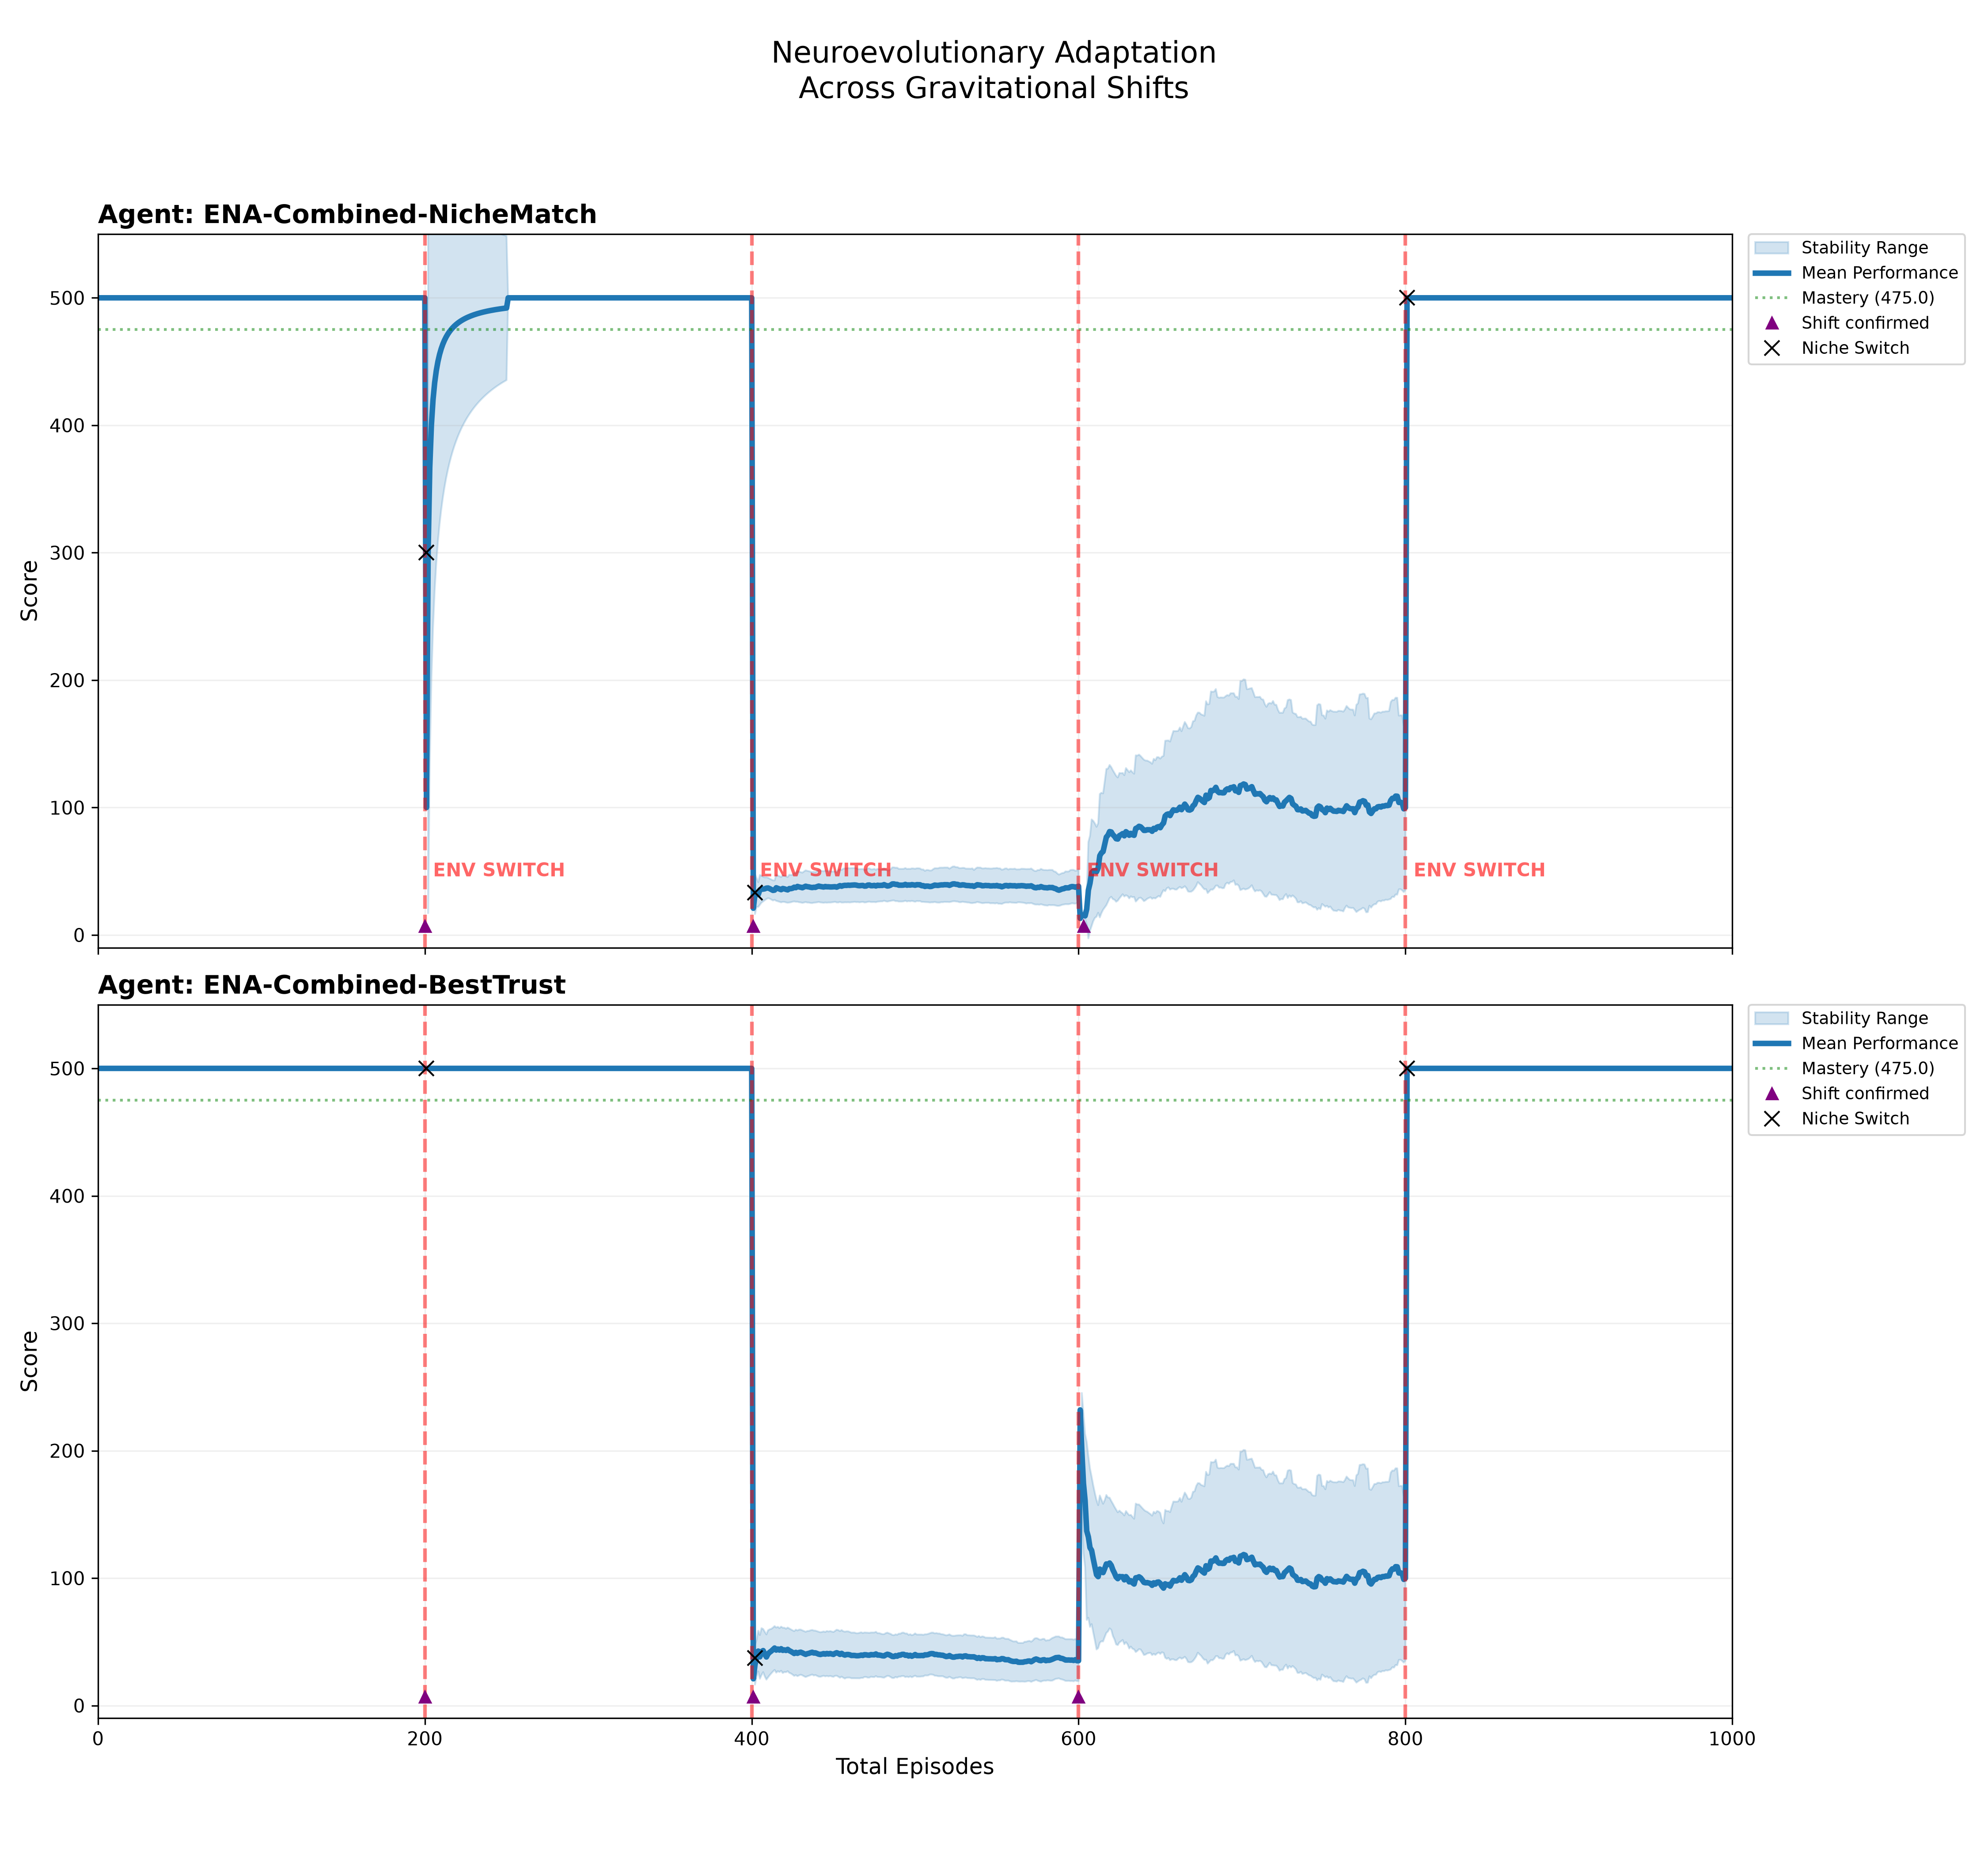 Neuroevolutionary Adaptation
Across Gravitational Shifts
Agent: ENA-Combined-NicheMatch
Score
500
400
300
200
100
0
ENV SWITCH
ENV SWITCH
ENV SWITCH
ENV SWITCH
Stability Range
Mean Performance
Mastery (475.0)
Shift confirmed
Niche Switch
Agent: ENA-Combined-BestTrust
Score
500
400
300
200
100
0
Stability Range
Mean Performance
Mastery (475.0)
Shift confirmed
Niche Switch
0 200 400 600 800 1000
Total Episodes